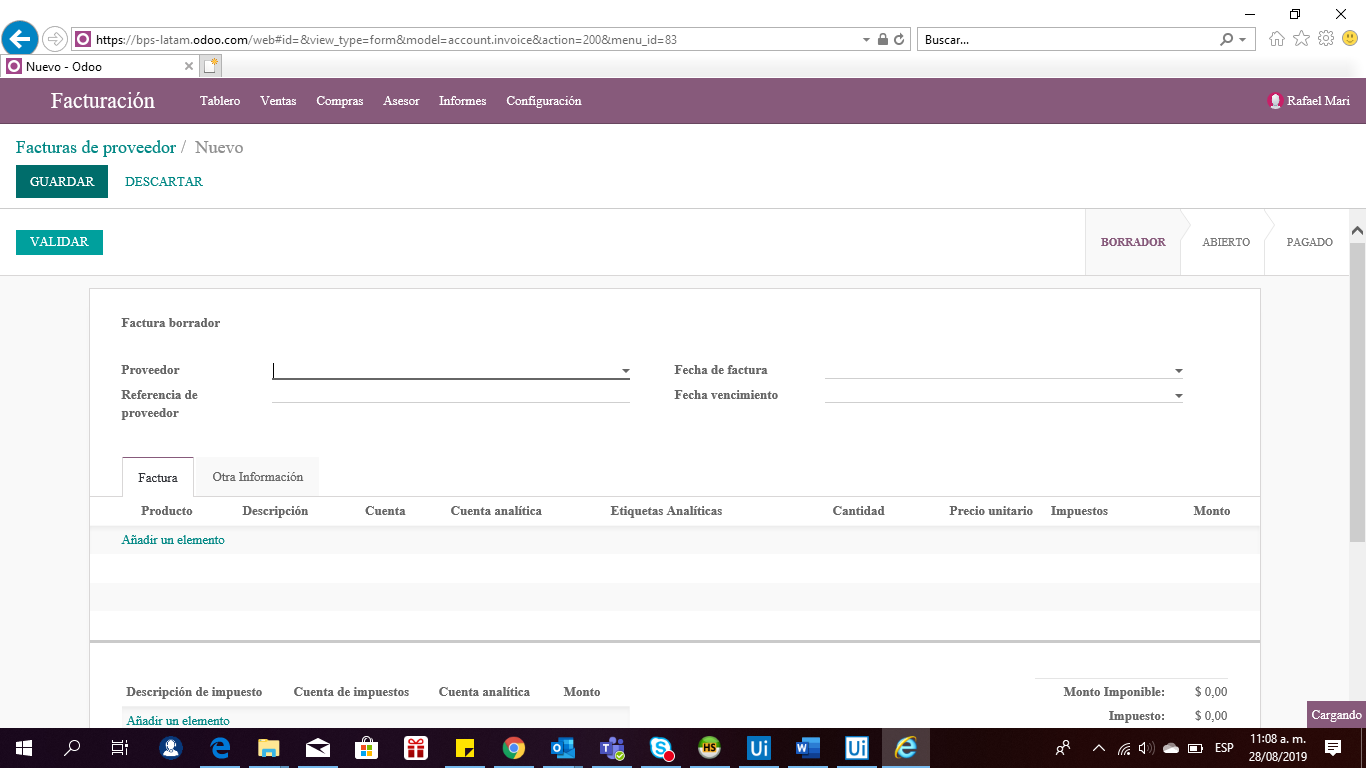 https://bps-latam.odoo.com/web#id=&view_type=form&model=account.invoice&action=200&menu_id=83
Buscar...
Nuevo - Odoo
Facturación Tablero Ventas Compras Asesor Informes Configuración Rafael Mari
Facturas de proveedor / Nuevo
GUARDAR DESCARTAR
VALIDAR BORRADOR ABIERTO PAGADO
Factura borrador
Proveedor Fecha de factura
Referencia de proveedor Fecha vencimiento
Factura Otra Información
Producto Descripción Cuenta Cuenta analítica Etiquetas Analíticas Cantidad Precio unitario Impuestos Monto
Añadir un elemento
Descripción de impuesto Cuenta de impuestos Cuenta analítica Monto Monto Imponible: $ 0,00
Añadir un elemento Impuesto: $ 0,00
Cargando
HS Ui Ui ESP 11:08 a. m.
28/08/2019